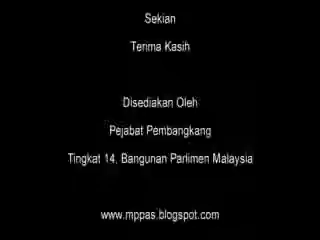 Sekian
Terima Kasih
Disediakan Oleh
Pejabat Pembangkang
Tingkat 14, Bangunan Parlimen Malaysia
www.mppas.blogspot.com